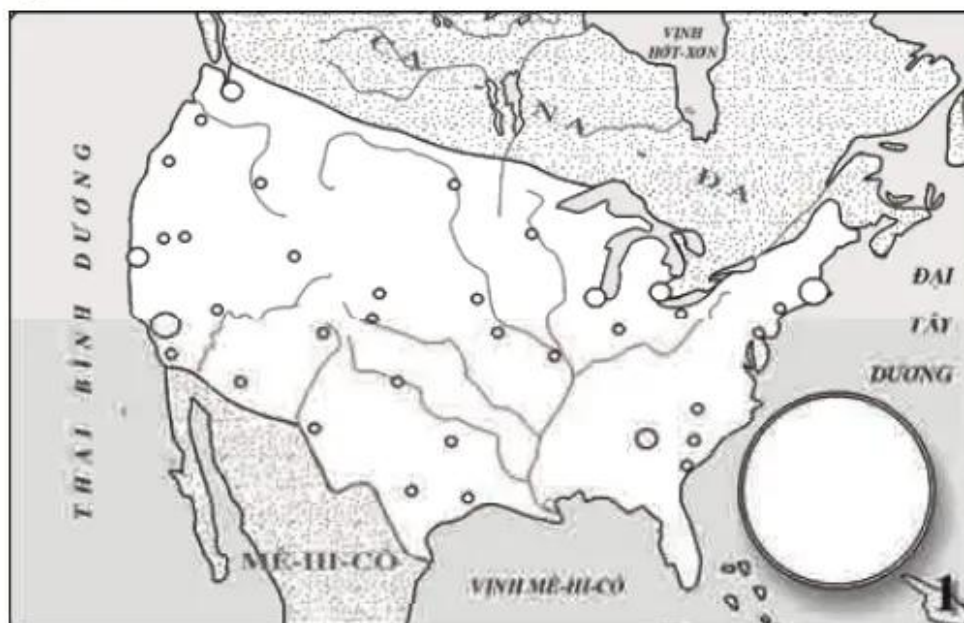 VỊNH
HỚT-XƠN
CA
NA
ĐA
THÁI BÌNH DƯƠNG
ĐẠI
TÂY
DƯƠNG
MÊ-HI-CÔ
VỊNH MÊ-HI-CÔ
1